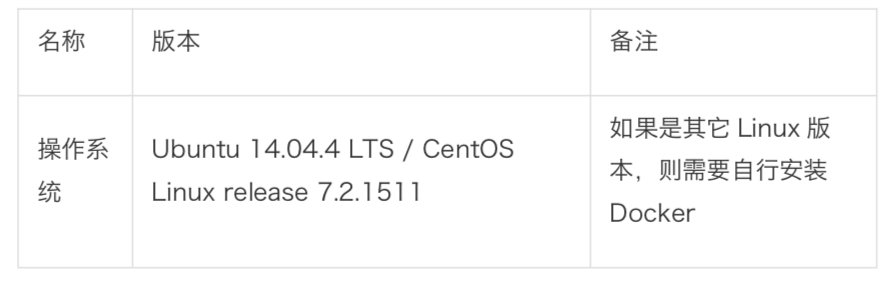 名称
版本
备注
操作系
统
Ubuntu 14.04.4 LTS / CentOS
Linux release 7.2.1511
如果是其它 Linux 版
本，则需要自行安装
Docker